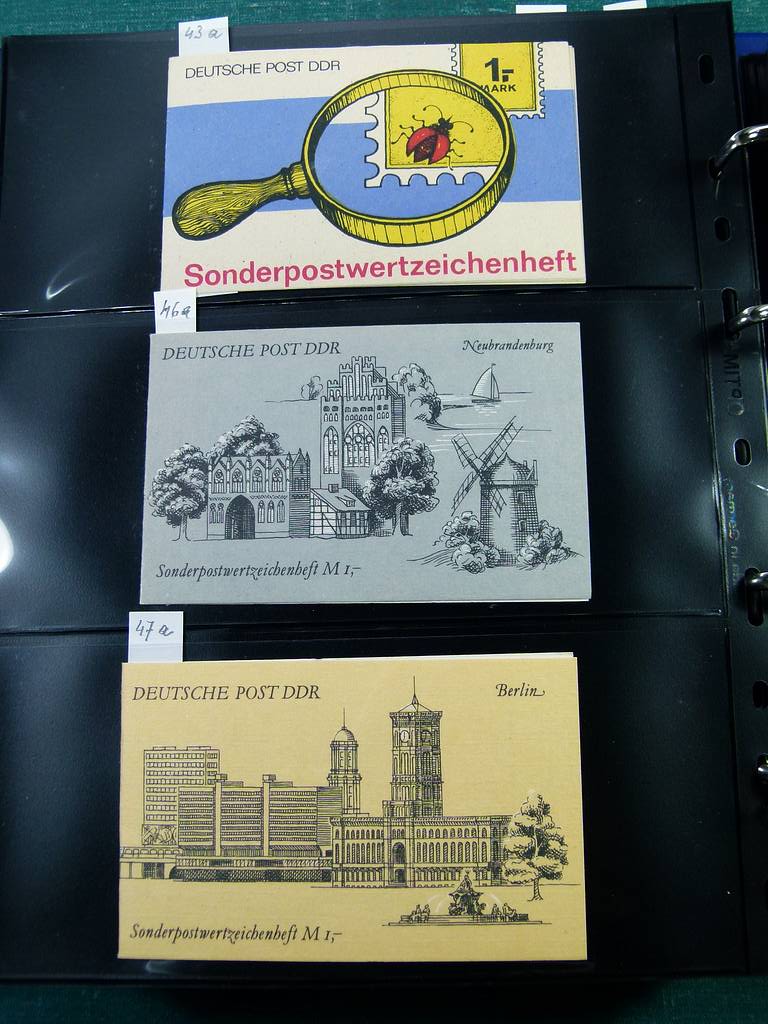 43 a
DEUTSCHE POST DDR
1,-
MARK
Sonderpostwertzeichenheft
46a
DEUTSCHE POST DDR
Neubrandenburg
Sonderpostwertzeichenheft M 1,-
47a
DEUTSCHE POST DDR
Berlin
Sonderpostwertzeichenheft M 1,-